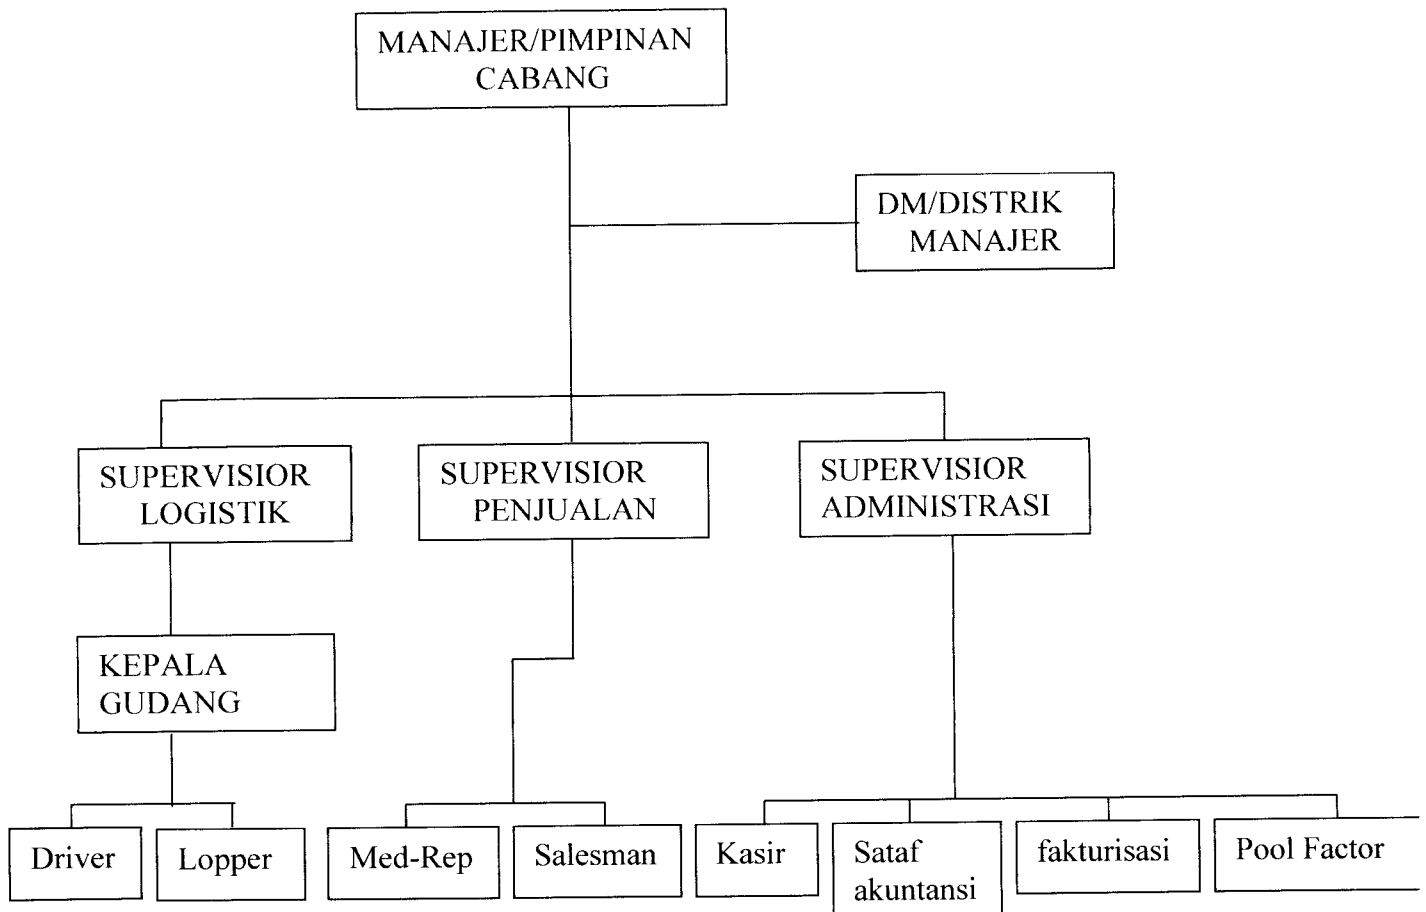 MANAJER/PIMPINAN
CABANG
DM/DISTRIK
MANAJER
SUPERVISIOR
LOGISTIK
SUPERVISIOR
PENJUALAN
SUPERVISIOR
ADMINISTRASI
KEPALA
GUDANG
Driver
Lopper
Med-Rep
Salesman
Kasir
Sataf
akuntansi
fakturisasi
Pool Factor